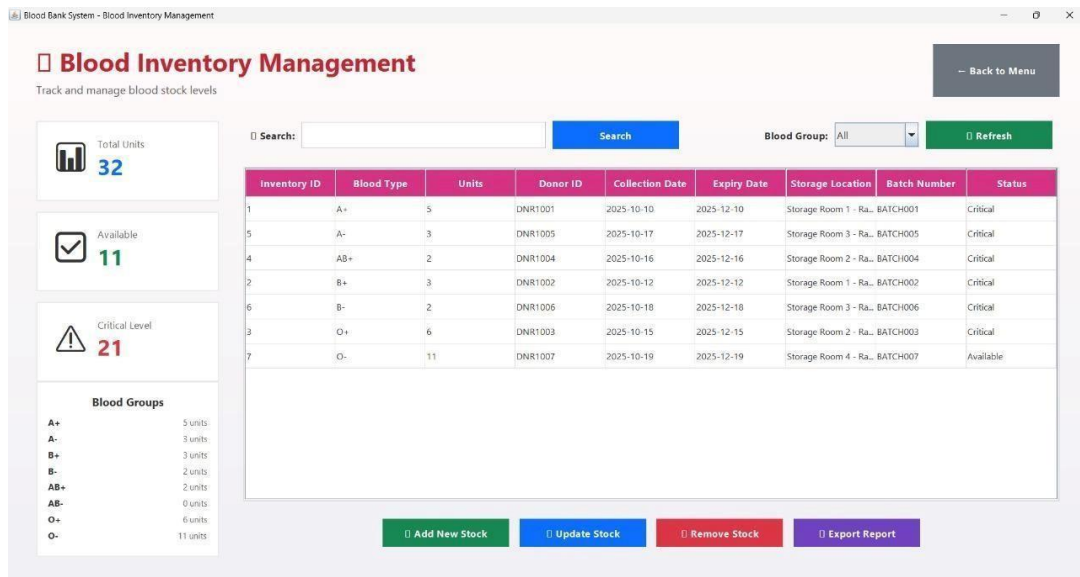 Blood Bank System - Blood Inventory Management
Blood Inventory Management
← Back to Menu
Track and manage blood stock levels
Total Units
32
Available
11
Critical Level
21
Blood Groups
A+ 5 units
A- 3 units
B+ 3 units
B- 2 units
AB+ 2 units
AB- 0 units
O+ 6 units
O- 11 units
Search: Search Blood Group: All Refresh
Inventory ID Blood Type Units Donor ID Collection Date Expiry Date Storage Location Batch Number Status
1 A+ 5 DNR1001 2025-10-10 2025-12-10 Storage Room 1 - Ra... BATCH001 Critical
5 A- 3 DNR1005 2025-10-17 2025-12-17 Storage Room 3 - Ra... BATCH005 Critical
4 AB+ 2 DNR1004 2025-10-16 2025-12-16 Storage Room 2 - Ra... BATCH004 Critical
2 B+ 3 DNR1002 2025-10-12 2025-12-12 Storage Room 1 - Ra... BATCH002 Critical
6 B- 2 DNR1006 2025-10-18 2025-12-18 Storage Room 3 - Ra... BATCH006 Critical
3 O+ 6 DNR1003 2025-10-15 2025-12-15 Storage Room 2 - Ra... BATCH003 Critical
7 O- 11 DNR1007 2025-10-19 2025-12-19 Storage Room 4 - Ra... BATCH007 Available
Add New Stock Update Stock Remove Stock Export Report